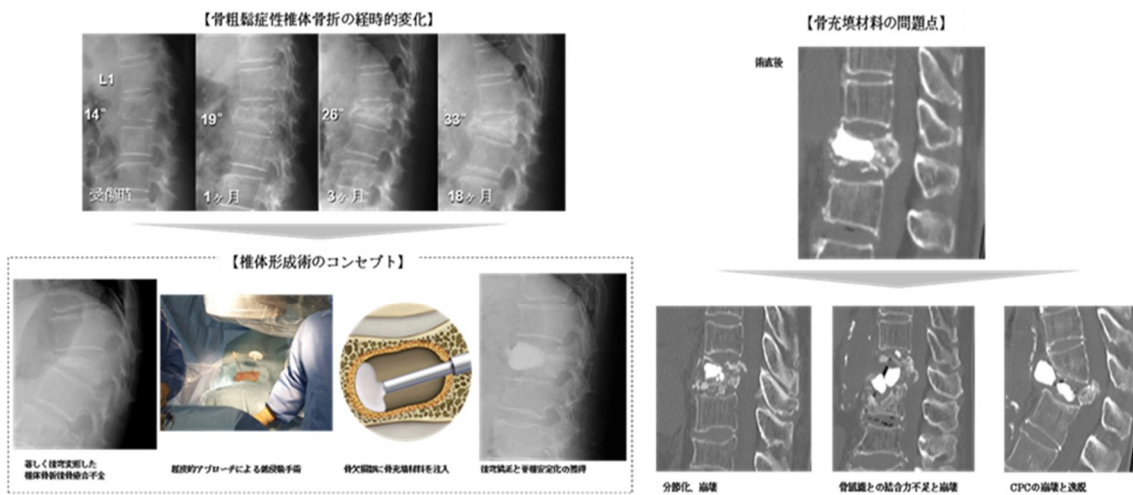 【骨粗鬆症性椎体骨折の経時的変化】
L1
14°
受傷時
19°
1ヶ月
26°
3ヶ月
33°
18ヶ月
【椎体形成術のコンセプト】
著しく後弯変形した
椎体骨折後骨癒合不全
経皮的アプローチによる低侵襲手術
骨欠損部に骨充填材料を注入
後弯矯正と脊椎安定化の獲得
【骨充填材料の問題点】
術直後
分節化、崩壊
骨組織との結合力不足と崩壊
CPCの崩壊と逸脱